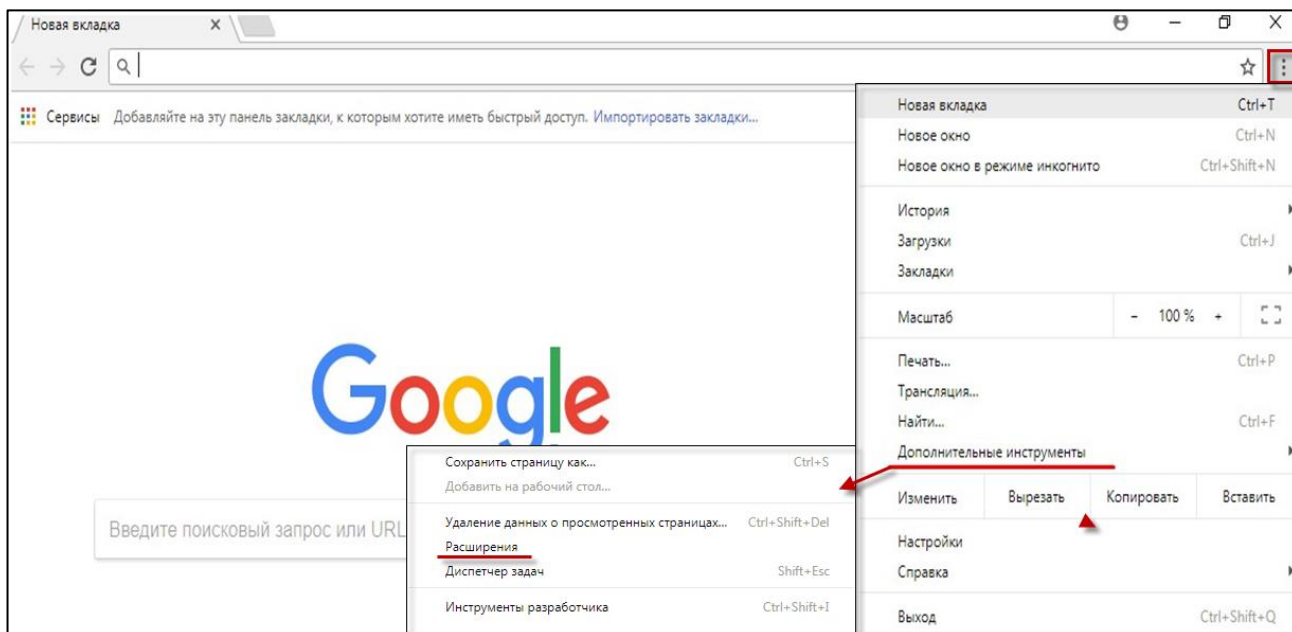 Новая вкладка
Сервисы Добавляйте на эту панель закладки, к которым хотите иметь быстрый доступ. Импортировать закладки...
Google
Введите поисковый запрос или URL
Новая вкладка Ctrl+T
Новое окно Ctrl+N
Новое окно в режиме инкогнито Ctrl+Shift+N
История
Загрузки Ctrl+J
Закладки
Масштаб - 100 % +
Печать... Ctrl+P
Трансляция...
Найти... Ctrl+F
Дополнительные инструменты
Изменить Вырезать Копировать Вставить
Настройки
Справка
Выход Ctrl+Shift+Q
Сохранить страницу как... Ctrl+S
Добавить на рабочий стол...
Удаление данных о просмотренных страницах... Ctrl+Shift+Del
Расширения
Диспетчер задач Shift+Esc
Инструменты разработчика Ctrl+Shift+I